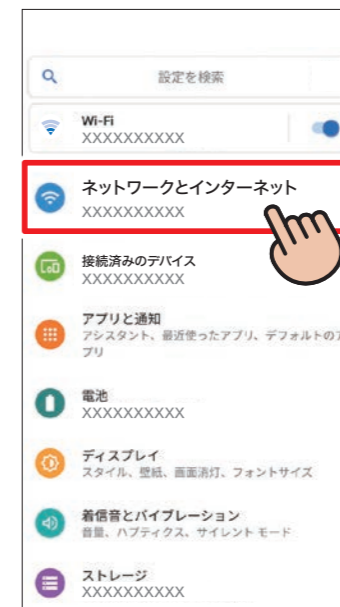 設定を検索
Wi-Fi
XXXXXXXXXX
ネットワークとインターネット
XXXXXXXXXX
接続済みのデバイス
XXXXXXXXXX
アプリと通知
アシスタント、最近使ったアプリ、デフォルトのア
プリ
電池
XXXXXXXXXX
ディスプレイ
スタイル、壁紙、画面消灯、フォントサイズ
着信音とバイブレーション
音量、ハプティクス、サイレント モード
ストレージ
XXXXXXXXXX